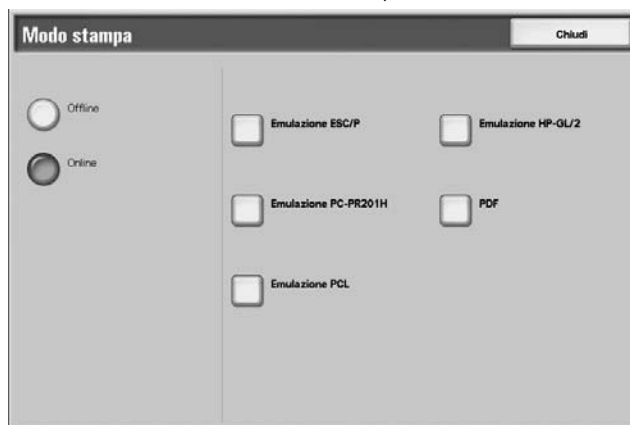 Modo stampa
Chiudi
Offline
Online
Emulazione ESC/P
Emulazione HP-GL/2
Emulazione PC-PR201H
PDF
Emulazione PCL